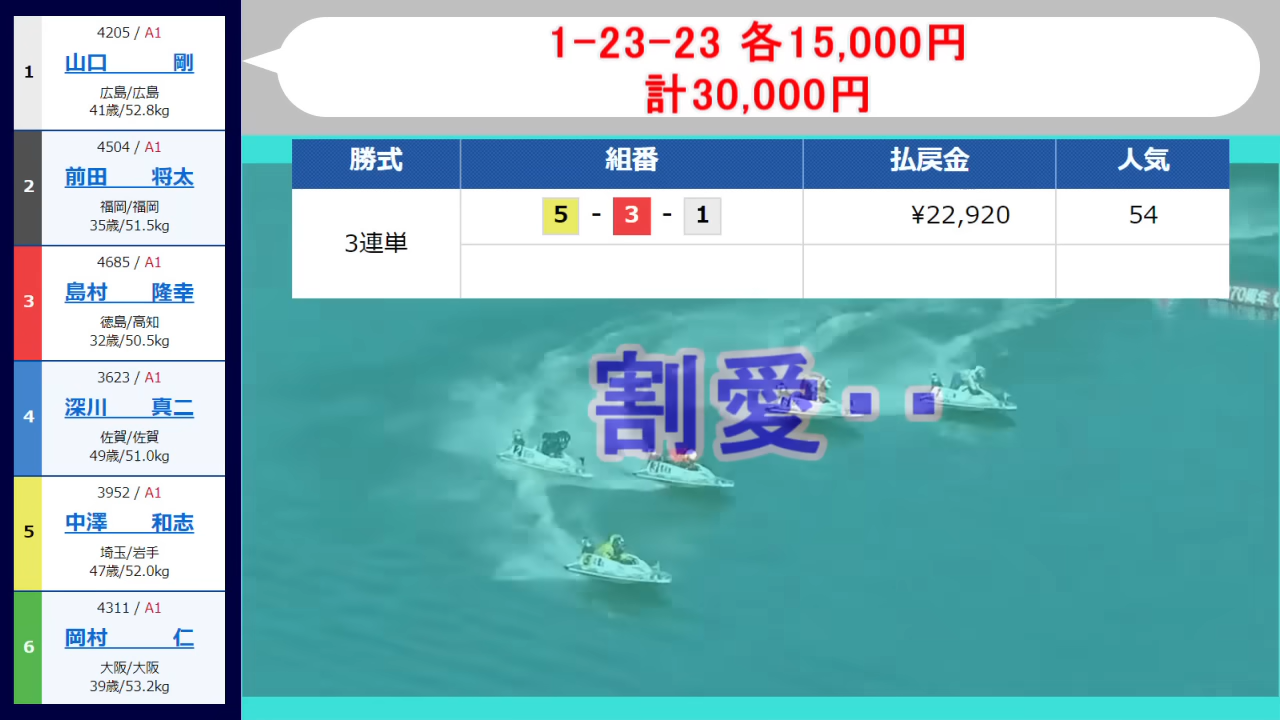 1
4205 / A1
山口 剛
広島/広島
41歳/52.8kg
2
4504 / A1
前田 将太
福岡/福岡
35歳/51.5kg
3
4685 / A1
島村 隆幸
徳島/高知
32歳/50.5kg
4
3623 / A1
深川 真二
佐賀/佐賀
49歳/51.0kg
5
3952 / A1
中澤 和志
埼玉/岩手
47歳/52.0kg
6
4311 / A1
岡村 仁
大阪/大阪
39歳/53.2kg
1-23-23 各15,000円
計30,000円
勝式 組番 払戻金 人気
3連単 5 - 3 - 1 ¥22,920 54
70周年
割愛・・